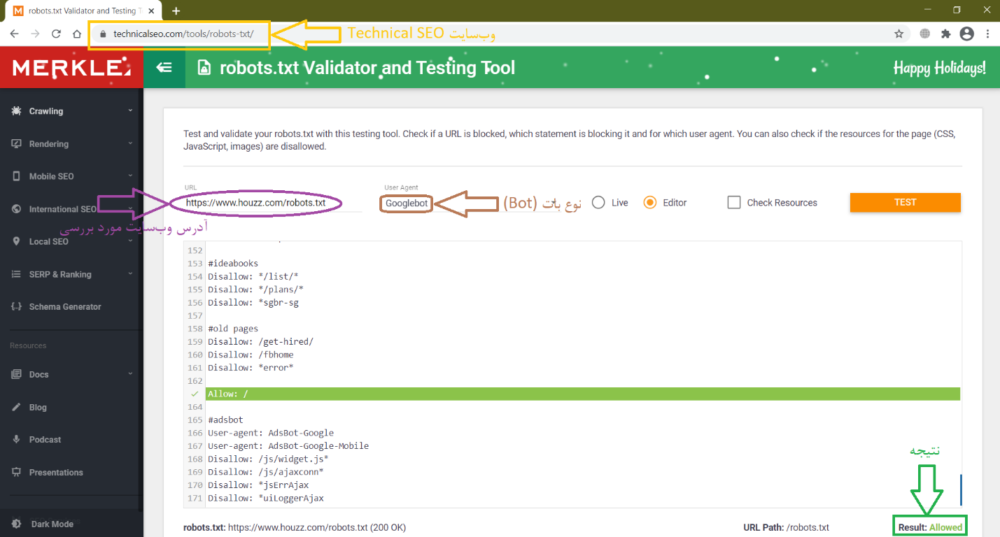 robots.txt Validator and Testing T
technicalseo.com/tools/robots-txt/
وب‌سایت Technical SEO
MERKLE
robots.txt Validator and Testing Tool
Happy Holidays!
Crawling
Rendering
Mobile SEO
International SEO
Local SEO
SERP & Ranking
Schema Generator
Resources
Docs
Blog
Podcast
Presentations
Dark Mode
Test and validate your robots.txt with this testing tool. Check if a URL is blocked, which statement is blocking it and for which user agent. You can also check if the resources for the page (CSS,
JavaScript, images) are disallowed.
URL
https://www.houzz.com/robots.txt
آدرس وب‌سایت مورد بررسی
User Agent
Googlebot
نوع بات (Bot)
Live
Editor
Check Resources
TEST
152
153 #ideabooks
154 Disallow: */list/*
155 Disallow: */plans/*
156 Disallow: *sgbr-sg
157
158 #old pages
159 Disallow: /get-hired/
160 Disallow: /fbhome
161 Disallow: *error*
162
Allow: /
164
165 #adsbot
166 User-agent: AdsBot-Google
167 User-agent: AdsBot-Google-Mobile
168 Disallow: /js/widget.js*
169 Disallow: /js/ajaxconn*
170 Disallow: *jsErrAjax
171 Disallow: *uiLoggerAjax
نتیجه
robots.txt: https://www.houzz.com/robots.txt (200 OK)
URL Path: /robots.txt
Result: Allowed